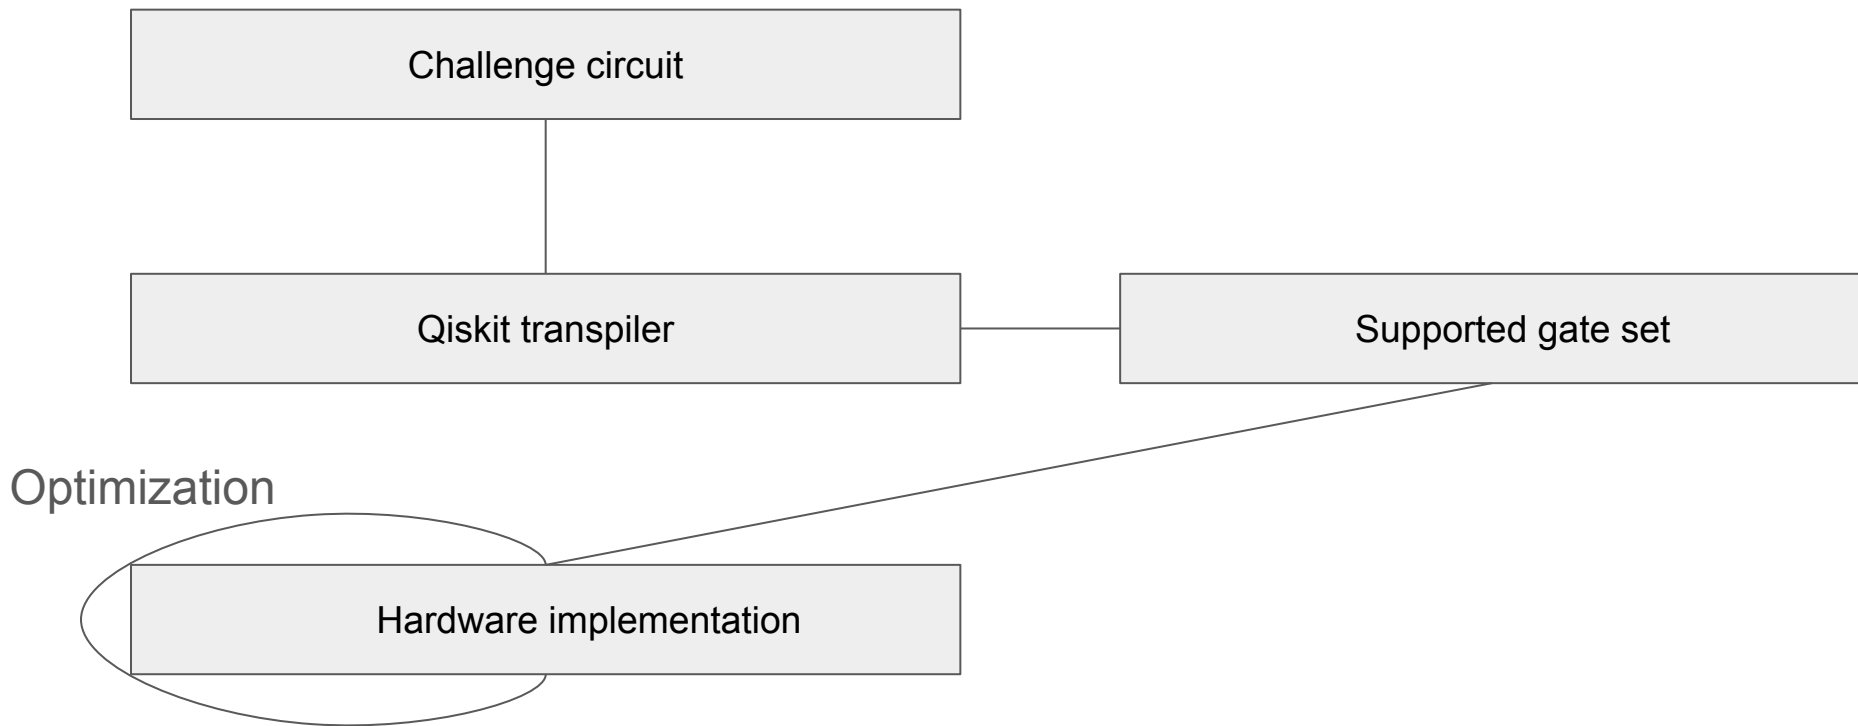 Challenge circuit
Qiskit transpiler
Supported gate set
Optimization
Hardware implementation